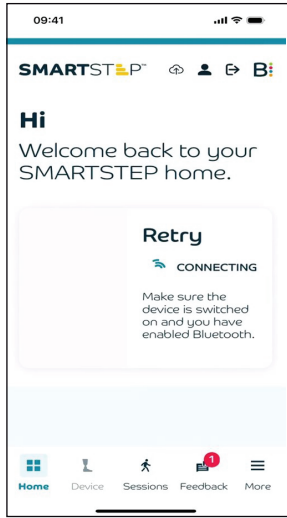 09:41
SMARTSTEP™ B
Hi
Welcome back to your
SMARTSTEP home.
Retry
CONNECTING
Make sure the
device is switched
on and you have
enabled Bluetooth.
1
Home Device Sessions Feedback More